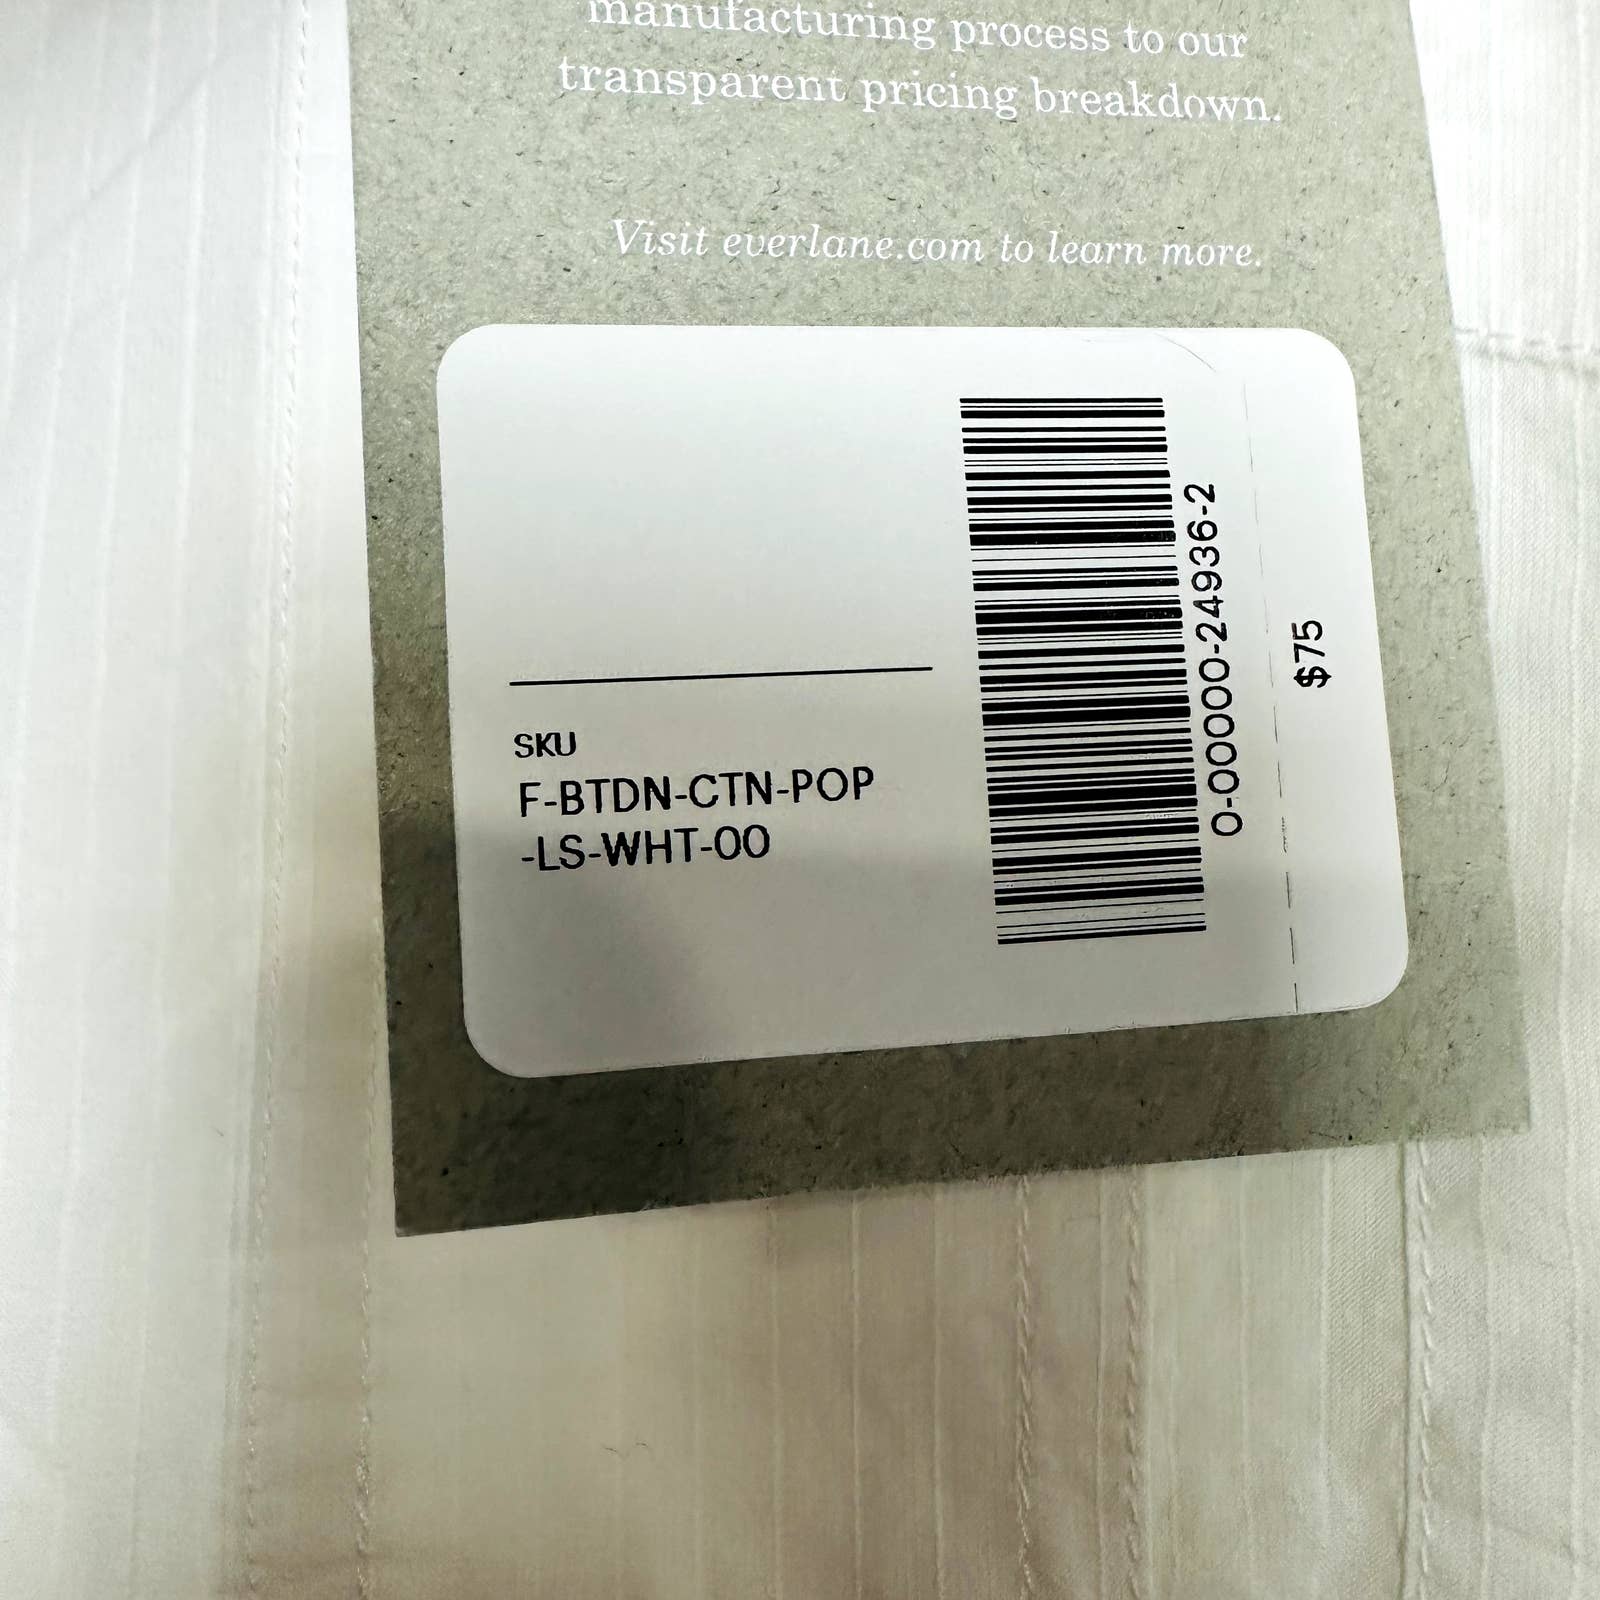 manufacturing process to our
transparent pricing breakdown.
Visit everlane.com to learn more.
SKU
F-BTDN-CTN-POP
-LS-WHT-00
0-00000-24936-2
$75